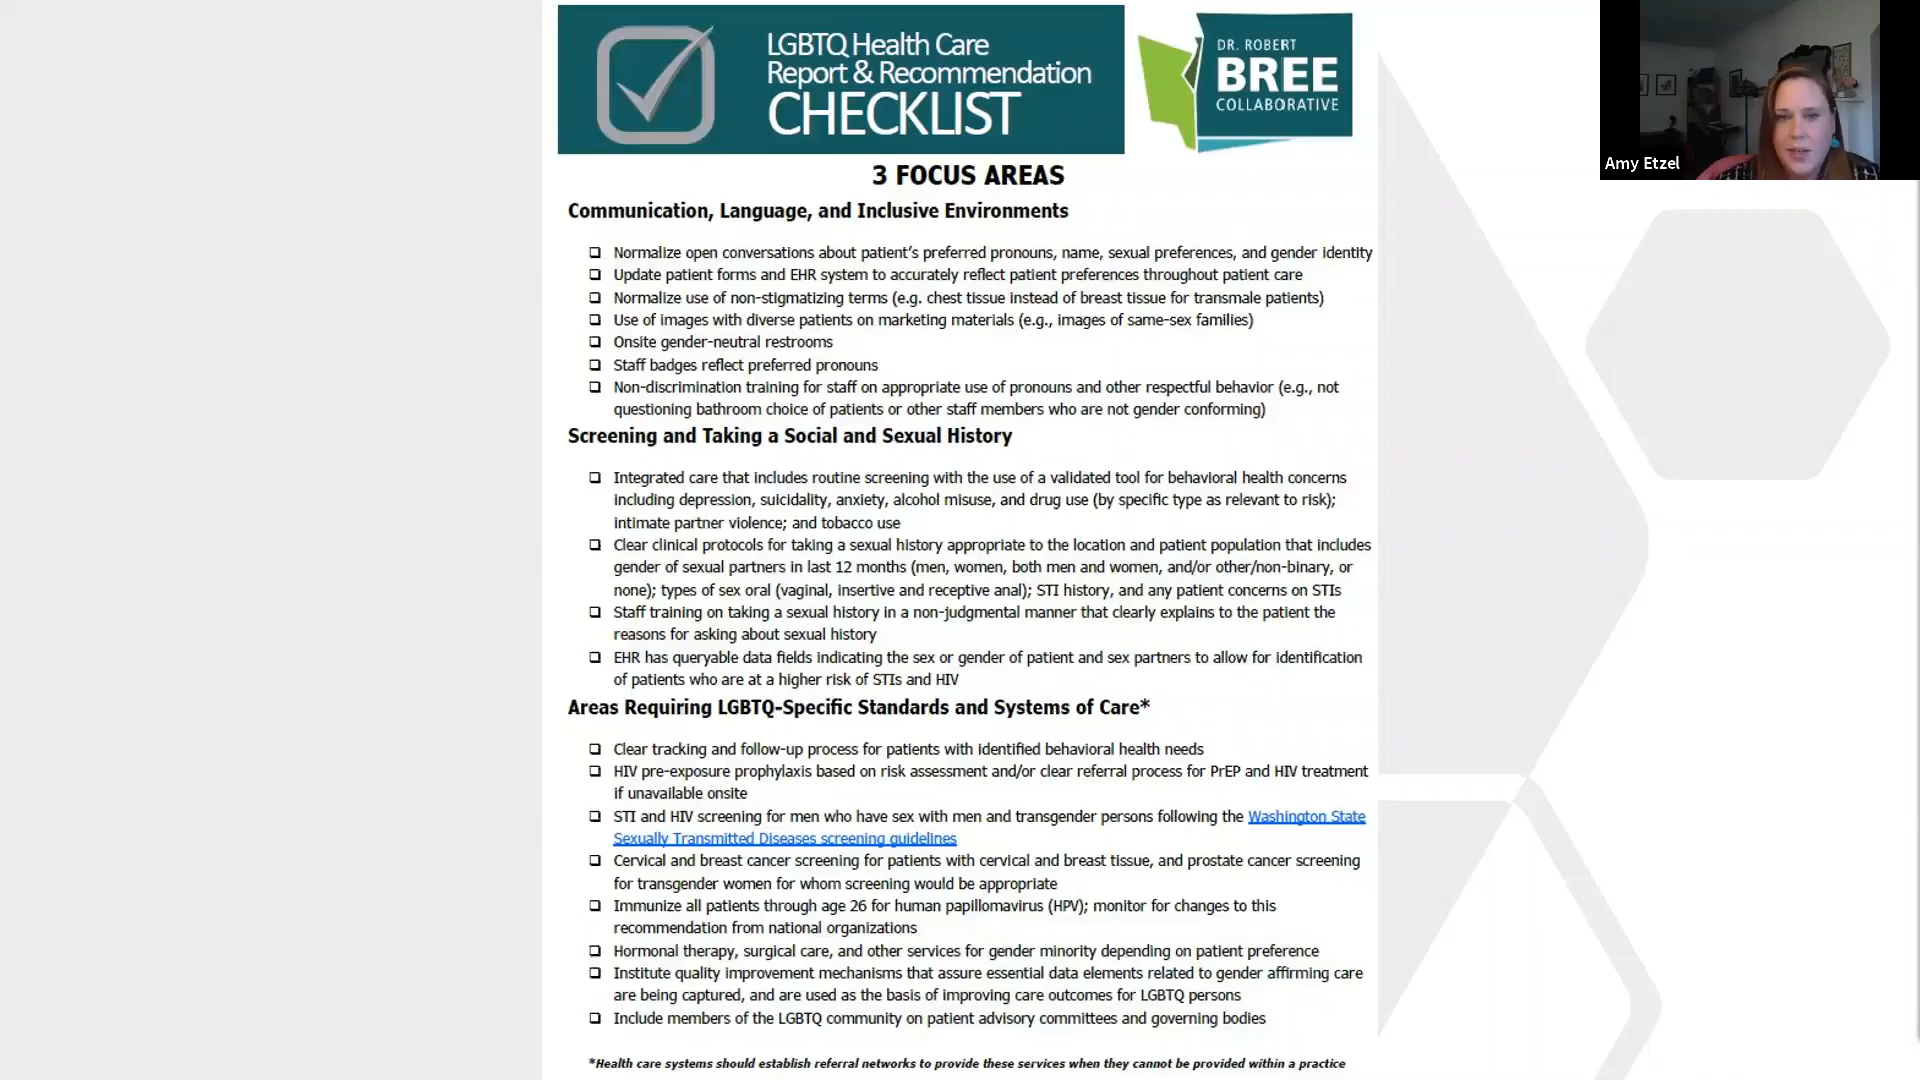 LGBTQ Health Care
Report & Recommendation
CHECKLIST
DR. ROBERT
BREE
COLLABORATIVE
Amy Etzel
3 FOCUS AREAS
Communication, Language, and Inclusive Environments
Normalize open conversations about patient's preferred pronouns, name, sexual preferences, and gender identity
Update patient forms and EHR system to accurately reflect patient preferences throughout patient care
Normalize use of non-stigmatizing terms (e.g. chest tissue instead of breast tissue for transmale patients)
Use of images with diverse patients on marketing materials (e.g., images of same-sex families)
Onsite gender-neutral restrooms
Staff badges reflect preferred pronouns
Non-discrimination training for staff on appropriate use of pronouns and other respectful behavior (e.g., not
questioning bathroom choice of patients or other staff members who are not gender conforming)
Screening and Taking a Social and Sexual History
Integrated care that includes routine screening with the use of a validated tool for behavioral health concerns
including depression, suicidality, anxiety, alcohol misuse, and drug use (by specific type as relevant to risk);
intimate partner violence; and tobacco use
Clear clinical protocols for taking a sexual history appropriate to the location and patient population that includes
gender of sexual partners in last 12 months (men, women, both men and women, and/or other/non-binary, or
none); types of sex oral (vaginal, insertive and receptive anal); STI history, and any patient concerns on STIs
Staff training on taking a sexual history in a non-judgmental manner that clearly explains to the patient the
reasons for asking about sexual history
EHR has queryable data fields indicating the sex or gender of patient and sex partners to allow for identification
of patients who are at a higher risk of STIs and HIV
Areas Requiring LGBTQ-Specific Standards and Systems of Care*
Clear tracking and follow-up process for patients with identified behavioral health needs
HIV pre-exposure prophylaxis based on risk assessment and/or clear referral process for PrEP and HIV treatment
if unavailable onsite
STI and HIV screening for men who have sex with men and transgender persons following the Washington State
Sexually Transmitted Diseases screening guidelines
Cervical and breast cancer screening for patients with cervical and breast tissue, and prostate cancer screening
for transgender women for whom screening would be appropriate
Immunize all patients through age 26 for human papillomavirus (HPV); monitor for changes to this
recommendation from national organizations
Hormonal therapy, surgical care, and other services for gender minority depending on patient preference
Institute quality improvement mechanisms that assure essential data elements related to gender affirming care
are being captured, and are used as the basis of improving care outcomes for LGBTQ persons
Include members of the LGBTQ community on patient advisory committees and governing bodies
*Health care systems should establish referral networks to provide these services when they cannot be provided within a practice